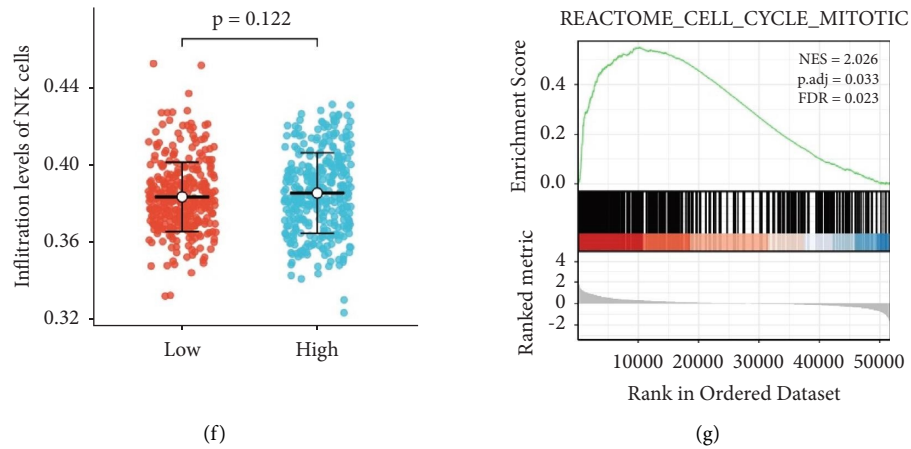 p = 0.122
Inflitration levels of NK cells
0.44
0.40
0.36
0.32
Low
High
(f)
REACTOME_CELL_CYCLE_MITOTIC
NES = 2.026
p.adj = 0.033
FDR = 0.023
Enrichment Score
0.4
0.2
0.0
Ranked metric
4
2
0
-2
10000
20000
30000
40000
50000
Rank in Ordered Dataset
(g)